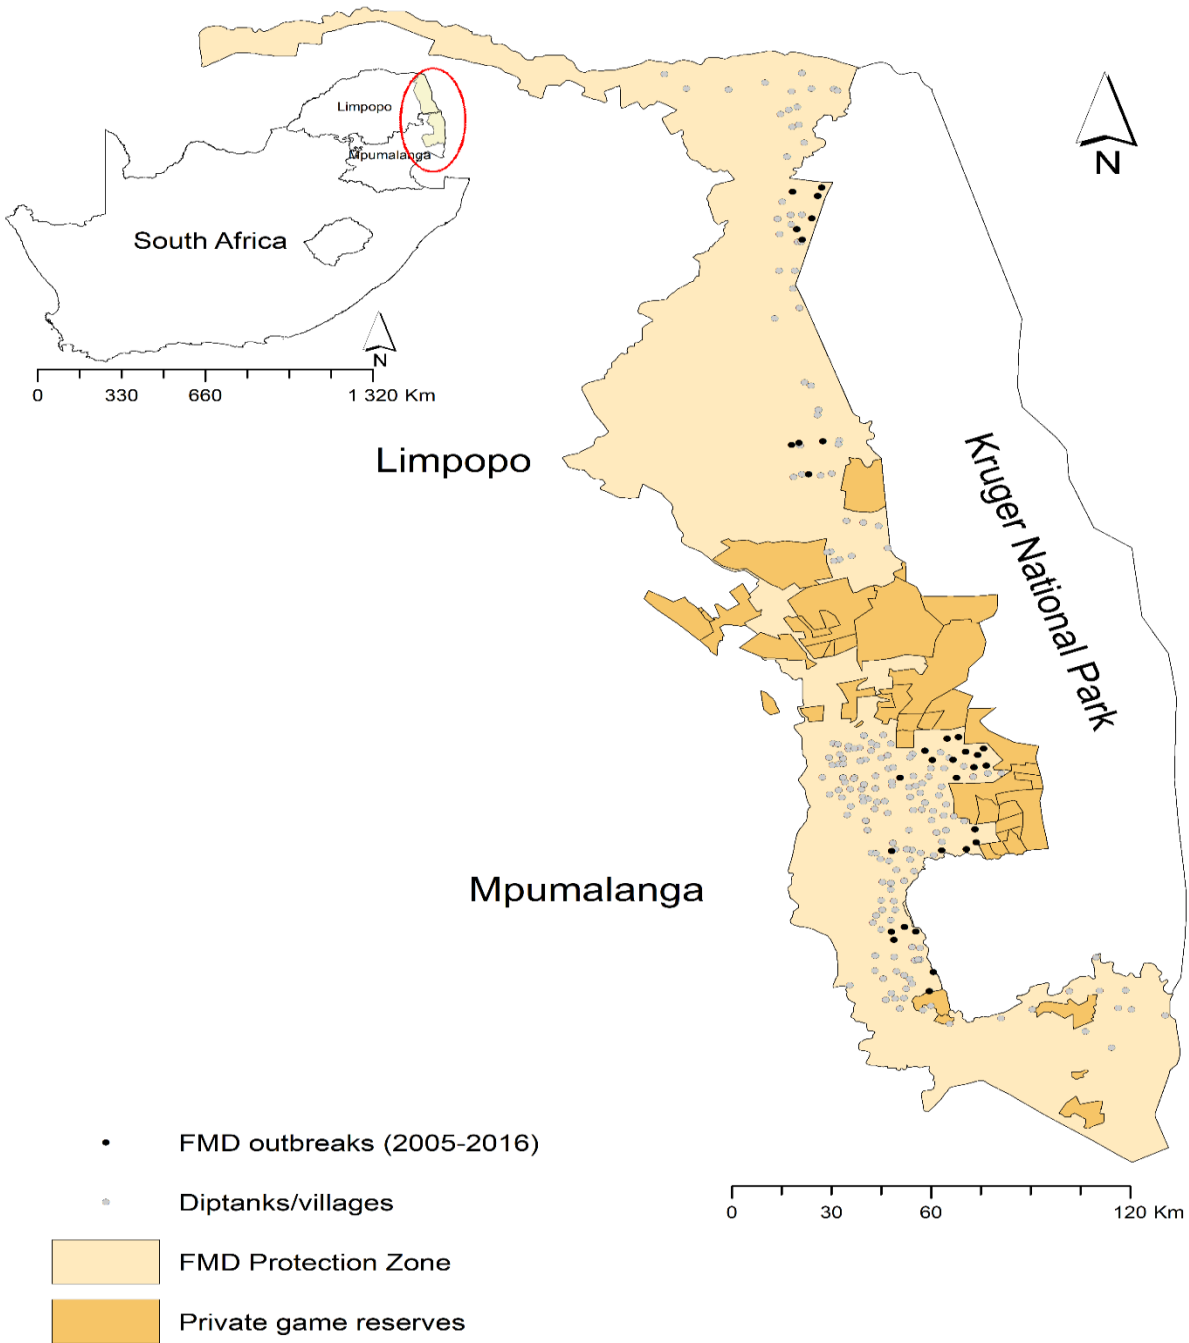 Limpopo
Mpumalanga
South Africa
N
0 330 660 1 320 Km
N
Limpopo
Kruger National Park
Mpumalanga
FMD outbreaks (2005-2016)
Diptanks/villages
FMD Protection Zone
Private game reserves
0 30 60 120 Km